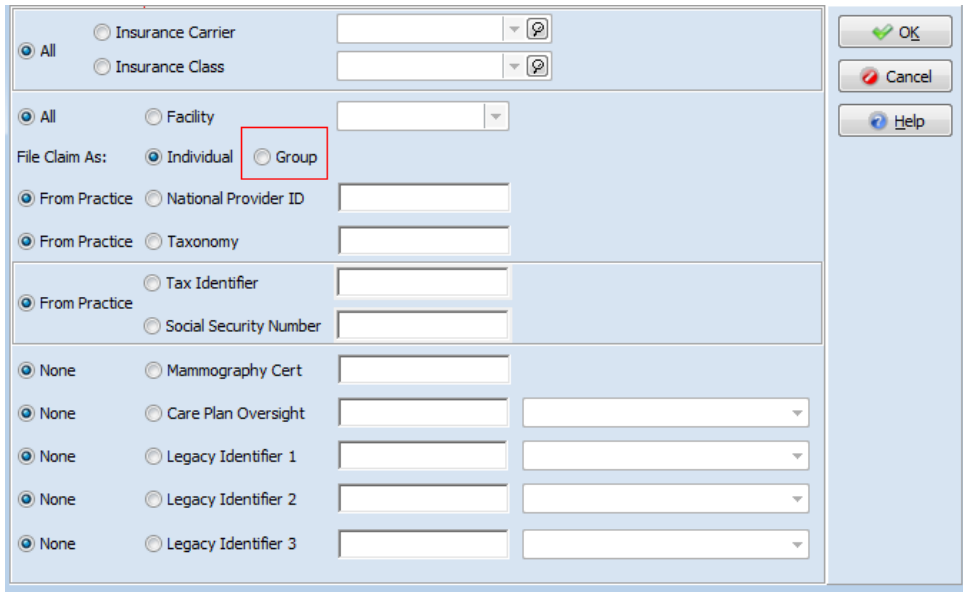 Insurance Carrier
All
Insurance Class
All Facility
File Claim As: Individual Group
From Practice National Provider ID
From Practice Taxonomy
Tax Identifier
From Practice
Social Security Number
None Mammography Cert
None Care Plan Oversight
None Legacy Identifier 1
None Legacy Identifier 2
None Legacy Identifier 3
OK
Cancel
Help